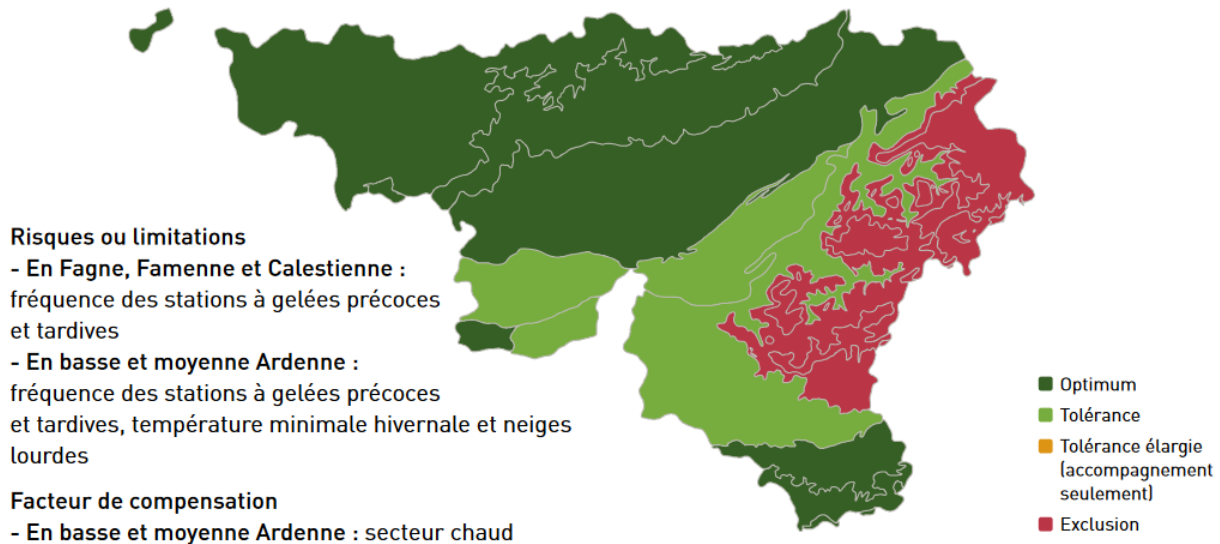 Risques ou limitations
- En Fagne, Famenne et Calestienne :
fréquence des stations à gelées précoces
et tardives
- En basse et moyenne Ardenne :
fréquence des stations à gelées précoces
et tardives, température minimale hivernale et neiges
lourdes
Facteur de compensation
- En basse et moyenne Ardenne : secteur chaud
Optimum
Tolérance
Tolérance élargie
(accompagnement
seulement)
Exclusion